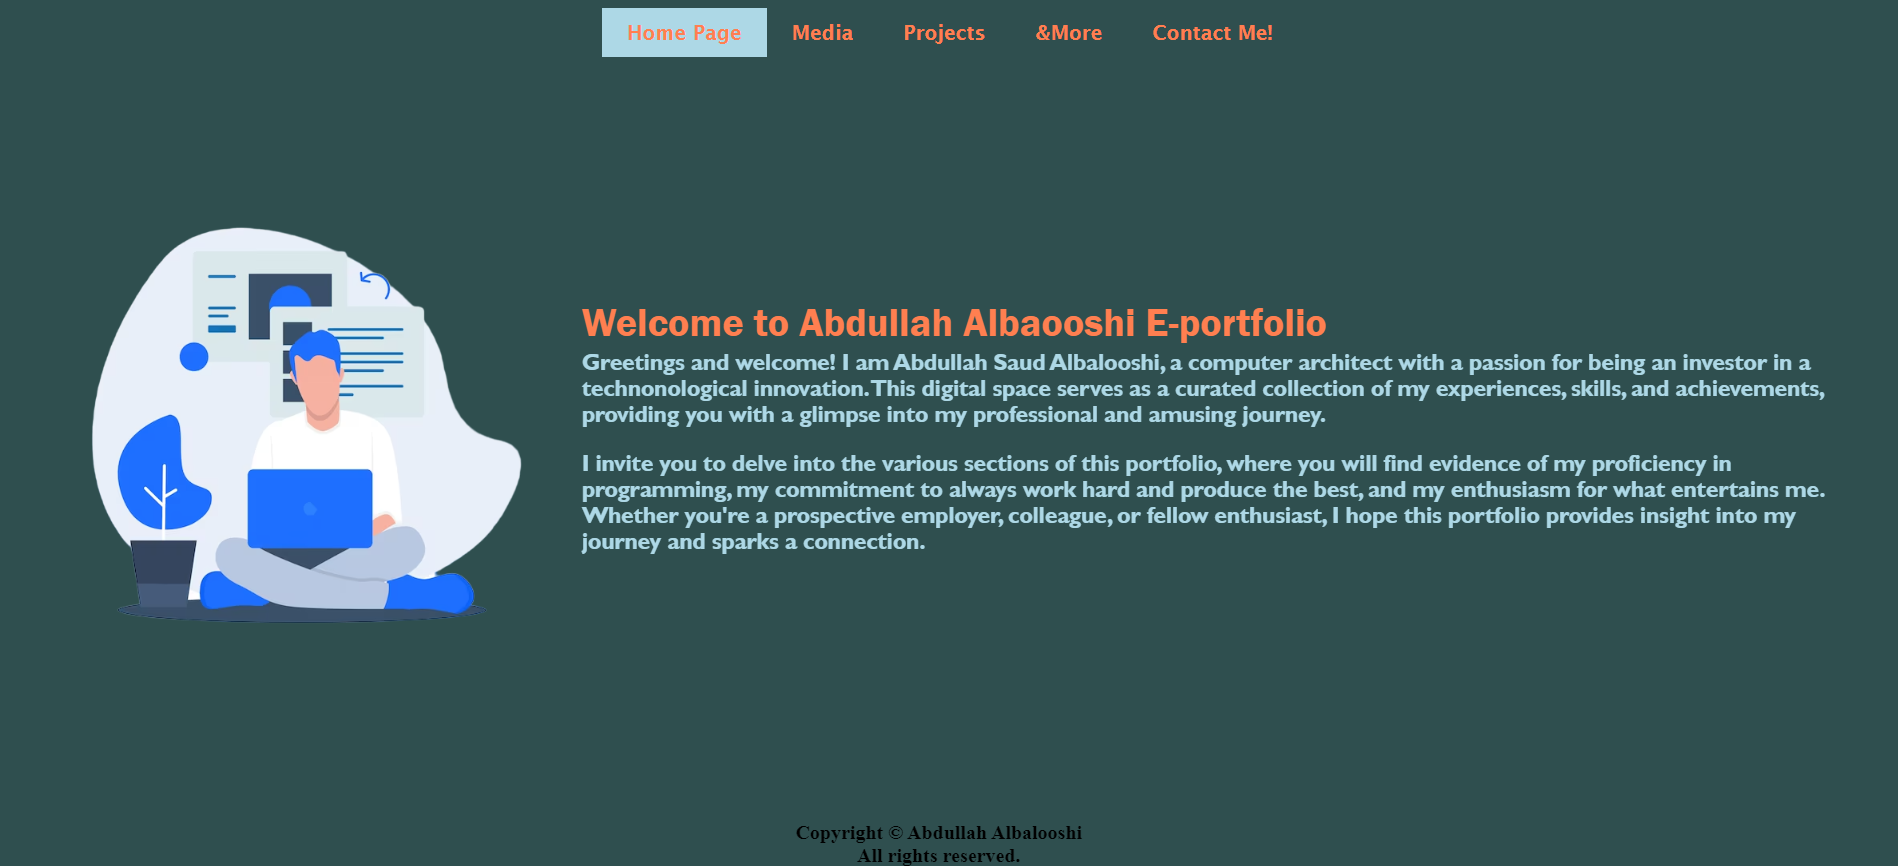 Home Page Media Projects &More Contact Me!
Welcome to Abdullah Albaooshi E-portfolio
Greetings and welcome! I am Abdullah Saud Albalooshi, a computer architect with a passion for being an investor in a
technonological innovation. This digital space serves as a curated collection of my experiences, skills, and achievements,
providing you with a glimpse into my professional and amusing journey.
I invite you to delve into the various sections of this portfolio, where you will find evidence of my proficiency in
programming, my commitment to always work hard and produce the best, and my enthusiasm for what entertains me.
Whether you're a prospective employer, colleague, or fellow enthusiast, I hope this portfolio provides insight into my
journey and sparks a connection.
Copyright © Abdullah Albalooshi
All rights reserved.